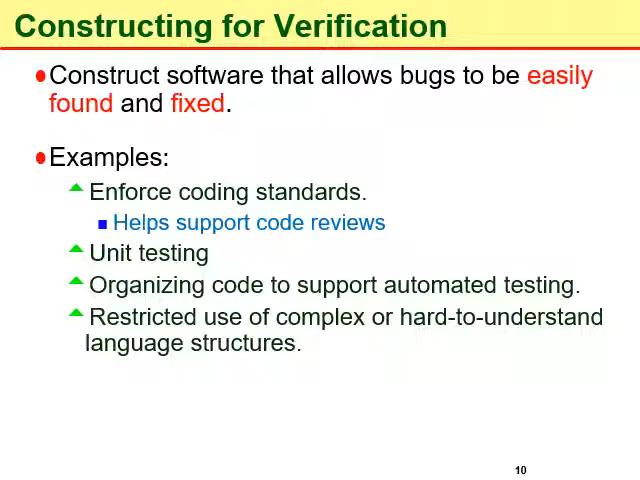 Constructing for Verification
Construct software that allows bugs to be easily
found and fixed.
Examples:
Enforce coding standards.
Helps support code reviews
Unit testing
Organizing code to support automated testing.
Restricted use of complex or hard-to-understand
language structures.
10